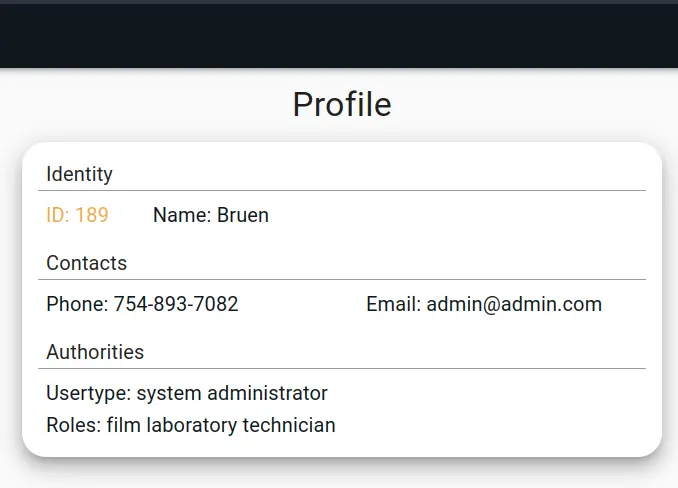 Profile
Identity
ID: 189 Name: Bruen
Contacts
Phone: 754-893-7082 Email: admin@admin.com
Authorities
Usertype: system administrator
Roles: film laboratory technician